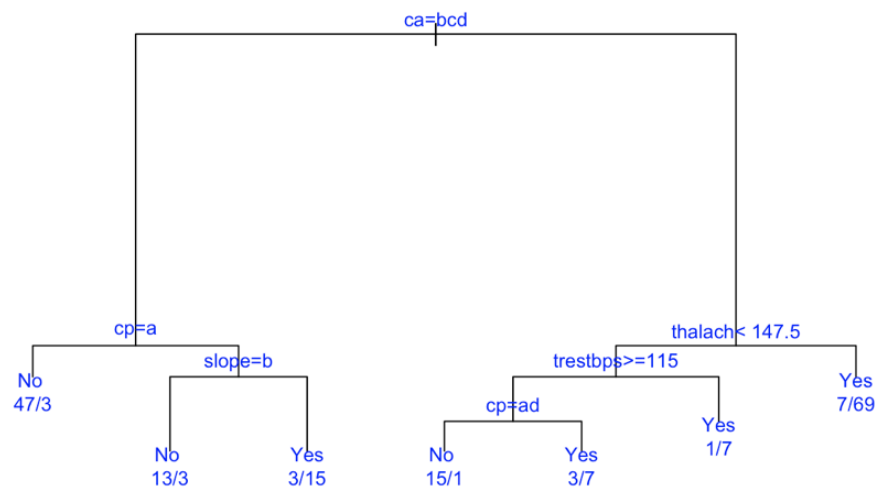 ca=bcd
cp=a
thalach< 147.5
slope=b
trestbps>=115
No
47/3
Yes
7/69
cp=ad
Yes
1/7
No
13/3
Yes
3/15
No
15/1
Yes
3/7